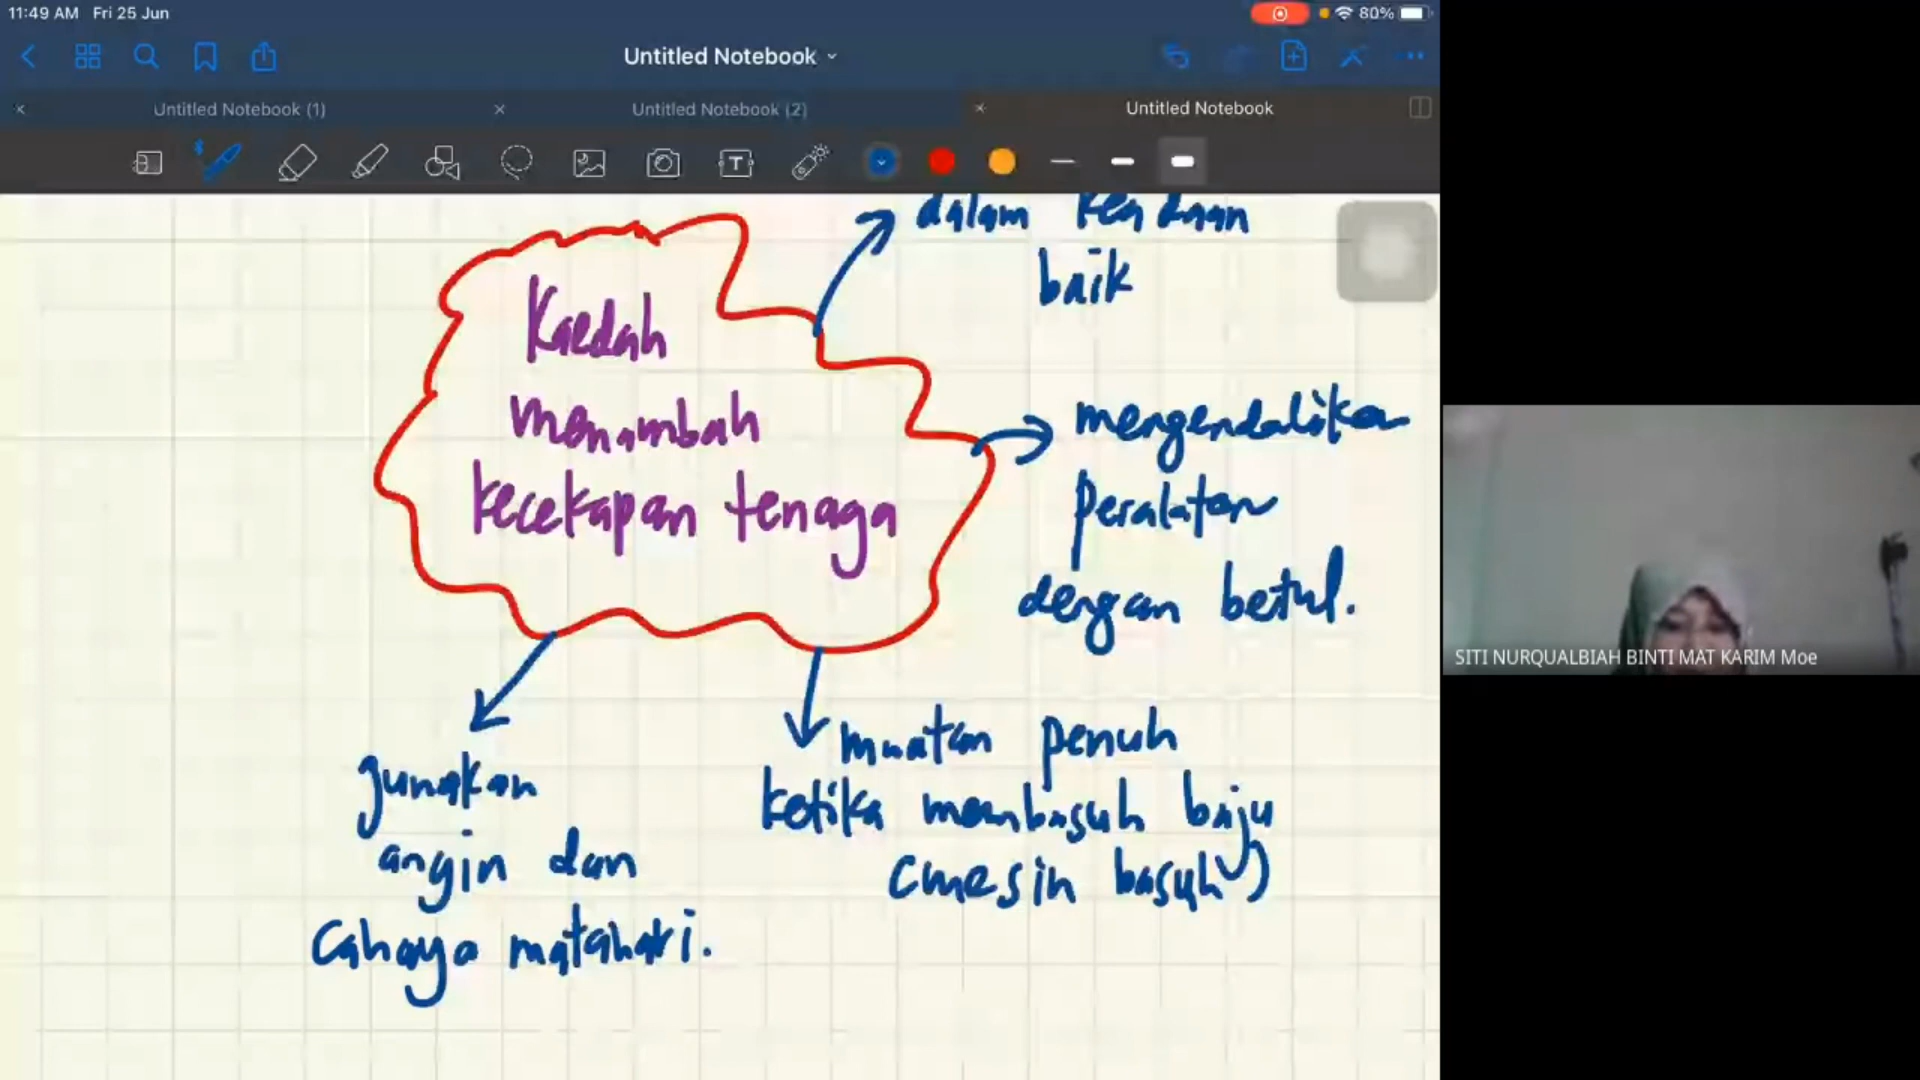 11:49 AM Fri 25 Jun
80%
Untitled Notebook
Untitled Notebook (1)
Untitled Notebook (2)
Untitled Notebook
T
dalam keadaan
baik
Kaedah
menambah
kecekapan tenaga
mengendalikan
peralatan
dengan betul.
muatan penuh
ketika membasuh baju
(mesin basuh)
gunakan
angin dan
cahaya matahari.
SITI NURQUALBIAH BINTI MAT KARIM Moe